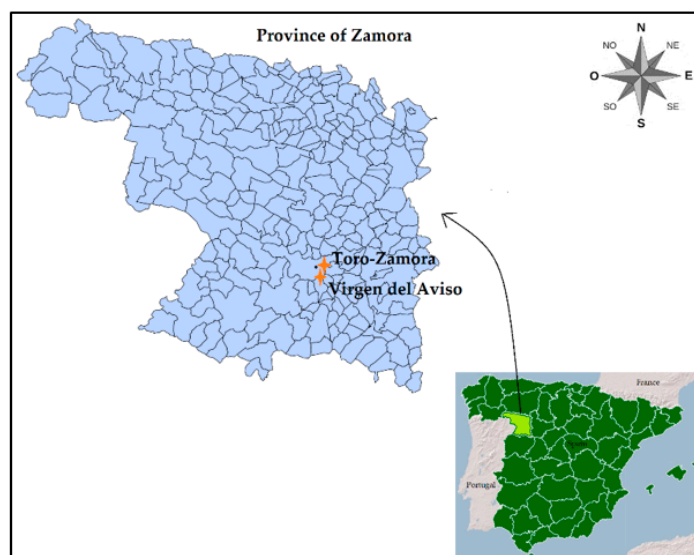 Province of Zamora
N
NO
NE
O
E
SO
SE
S
Toro-Zamora
Virgen del Aviso
France
Portugal